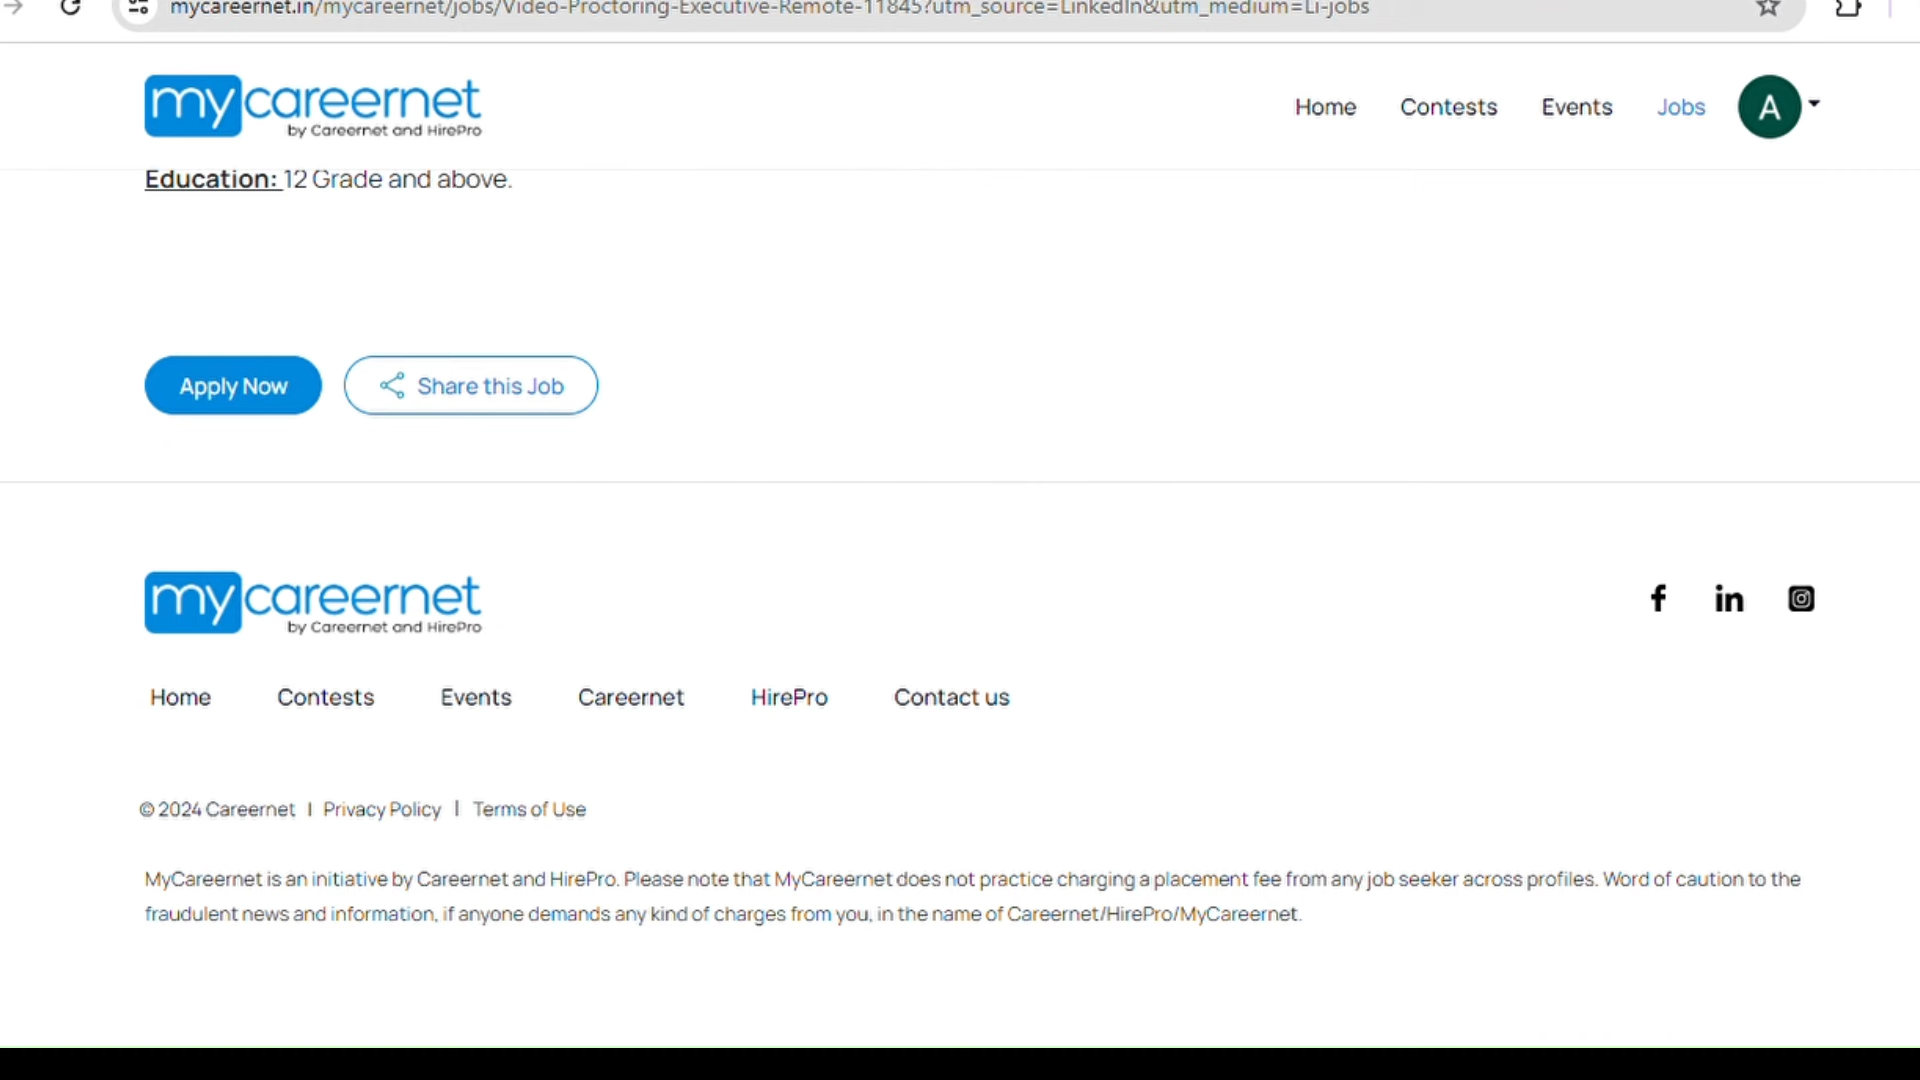 mycareernet.in/mycareernet/jobs/Video-Proctoring-Executive-Remote-11845?utm_source=LinkedIn&utm_medium=Li-jobs
mycareernet
by Careernet and HirePro
Home Contests Events Jobs A
Education: 12 Grade and above.
Apply Now Share this Job
mycareernet
by Careernet and HirePro
f in
Home Contests Events Careernet HirePro Contact us
© 2024 Careernet | Privacy Policy | Terms of Use
MyCareernet is an initiative by Careernet and HirePro. Please note that MyCareernet does not practice charging a placement fee from any job seeker across profiles. Word of caution to the
fraudulent news and information, if anyone demands any kind of charges from you, in the name of Careernet/HirePro/MyCareernet.